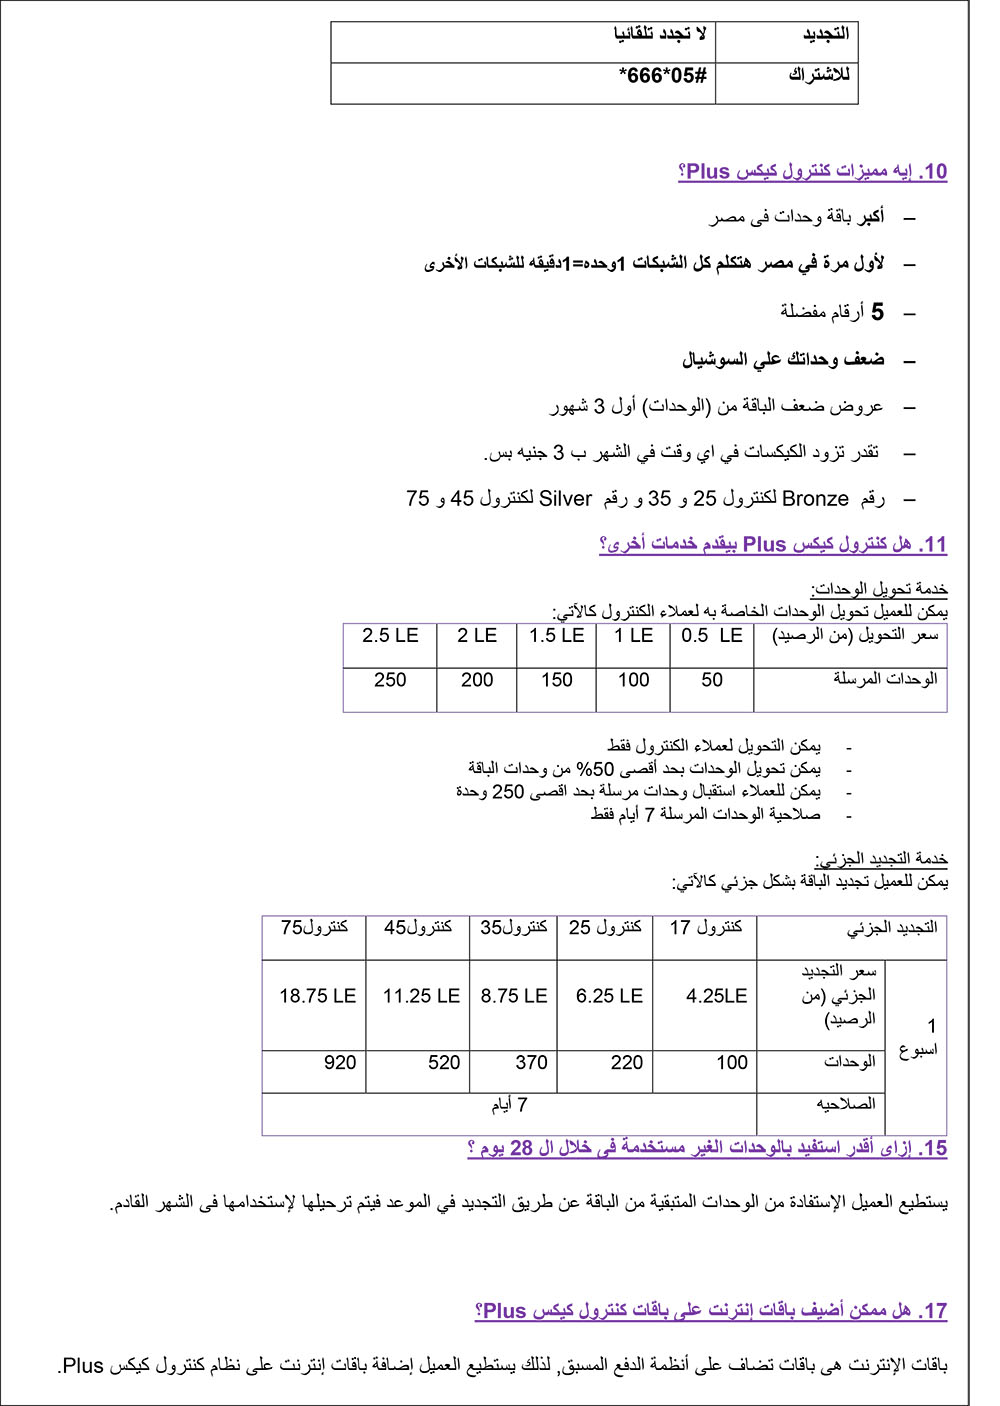 التجديد لا تجدد تلقائيا
للاشتراك *666*05#
10. إيه مميزات كنترول كيكس Plus؟
– أكبر باقة وحدات فى مصر
– لأول مرة في مصر هتكلم كل الشبكات 1وحده=1دقيقه للشبكات الأخرى
– 5 أرقام مفضلة
– ضعف وحداتك علي السوشيال
– عروض ضعف الباقة من (الوحدات) أول 3 شهور
– تقدر تزود الكيكسات في اي وقت في الشهر ب 3 جنيه بس.
– رقم Bronze لكنترول 25 و 35 و رقم Silver لكنترول 45 و 75
11. هل كنترول كيكس Plus بيقدم خدمات أخرى؟
خدمة تحويل الوحدات:
يمكن للعميل تحويل الوحدات الخاصة به لعملاء الكنترول كالآتي:
سعر التحويل (من الرصيد) 0.5 LE 1 LE 1.5 LE 2 LE 2.5 LE
الوحدات المرسلة 50 100 150 200 250
- يمكن التحويل لعملاء الكنترول فقط
- يمكن تحويل الوحدات بحد أقصى 50% من وحدات الباقة
- يمكن للعملاء استقبال وحدات مرسلة بحد اقصى 250 وحدة
- صلاحية الوحدات المرسلة 7 أيام فقط
خدمة التجديد الجزئي:
يمكن للعميل تجديد الباقة بشكل جزئي كالآتي:
التجديد الجزئي كنترول 17 كنترول 25 كنترول35 كنترول45 كنترول75
1
اسبوع
سعر التجديد
الجزئي (من
الرصيد)
4.25LE 6.25 LE 8.75 LE 11.25 LE 18.75 LE
الوحدات 100 220 370 520 920
الصلاحيه 7 أيام
15. إزاى أقدر استفيد بالوحدات الغير مستخدمة فى خلال ال 28 يوم ؟
يستطيع العميل الإستفادة من الوحدات المتبقية من الباقة عن طريق التجديد في الموعد فيتم ترحيلها لإستخدامها فى الشهر القادم.
17. هل ممكن أضيف باقات إنترنت على باقات كنترول كيكس Plus؟
باقات الإنترنت هى باقات تضاف على أنظمة الدفع المسبق, لذلك يستطيع العميل إضافة باقات إنترنت على نظام كنترول كيكس Plus.